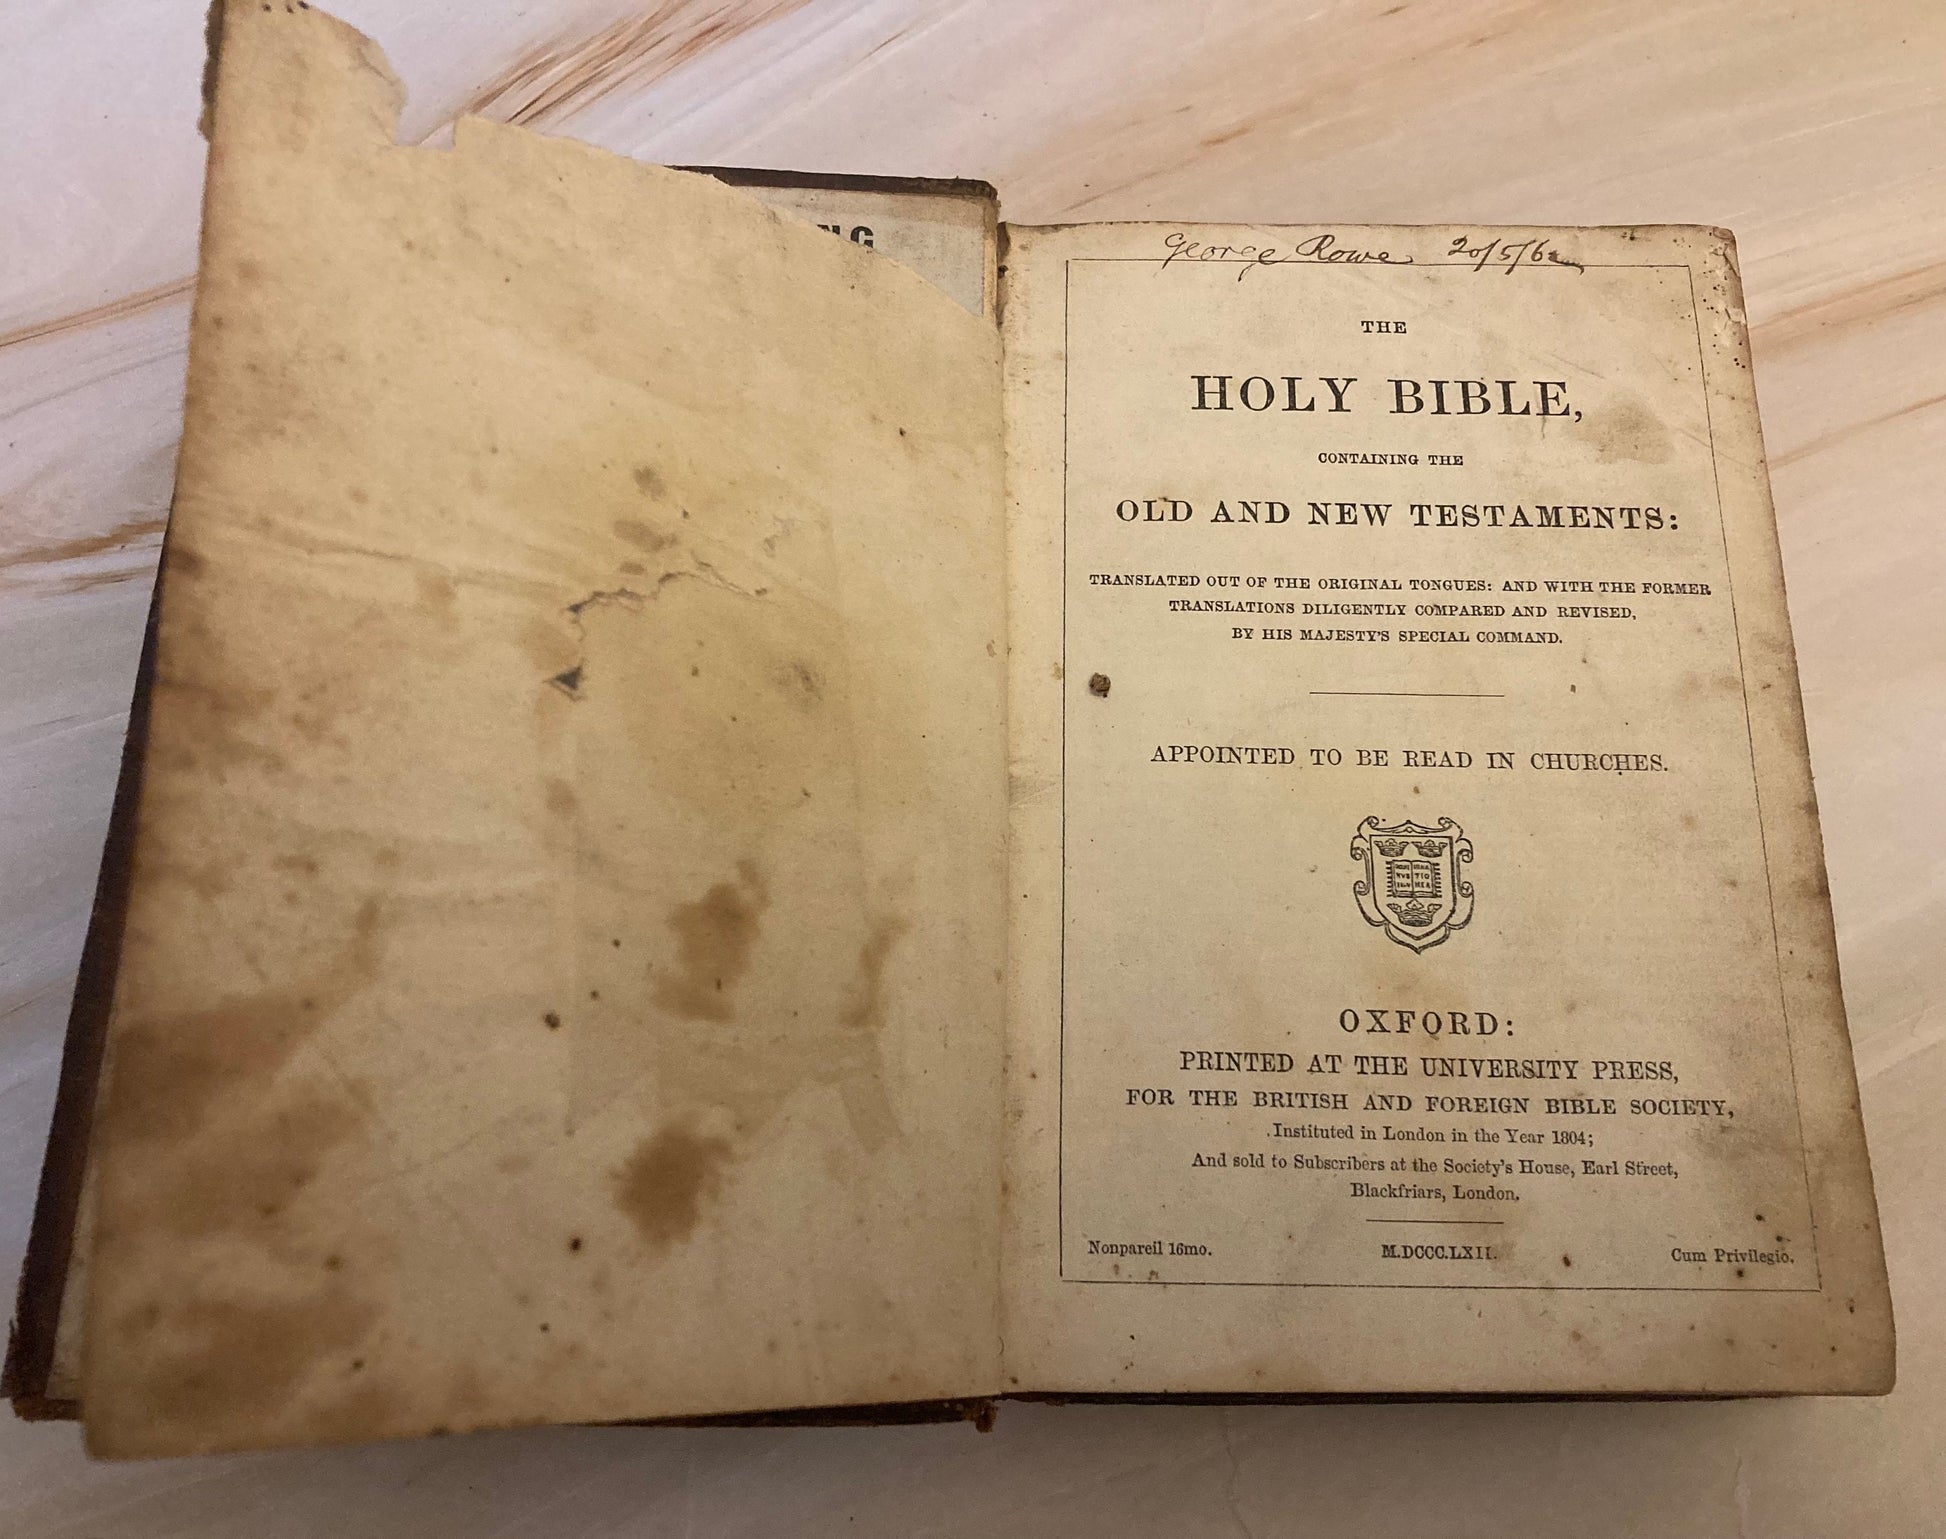 NG
George Rowe 20/5/62
THE
HOLY BIBLE,
CONTAINING THE
OLD AND NEW TESTAMENTS:
TRANSLATED OUT OF THE ORIGINAL TONGUES: AND WITH THE FORMER
TRANSLATIONS DILIGENTLY COMPARED AND REVISED,
BY HIS MAJESTY'S SPECIAL COMMAND.
APPOINTED TO BE READ IN CHURCHES.
OXFORD:
PRINTED AT THE UNIVERSITY PRESS,
FOR THE BRITISH AND FOREIGN BIBLE SOCIETY,
Instituted in London in the Year 1804;
And sold to Subscribers at the Society's House, Earl Street,
Blackfriars, London.
Nonpareil 16mo. M.DCCC.LXII. Cum Privilegio.